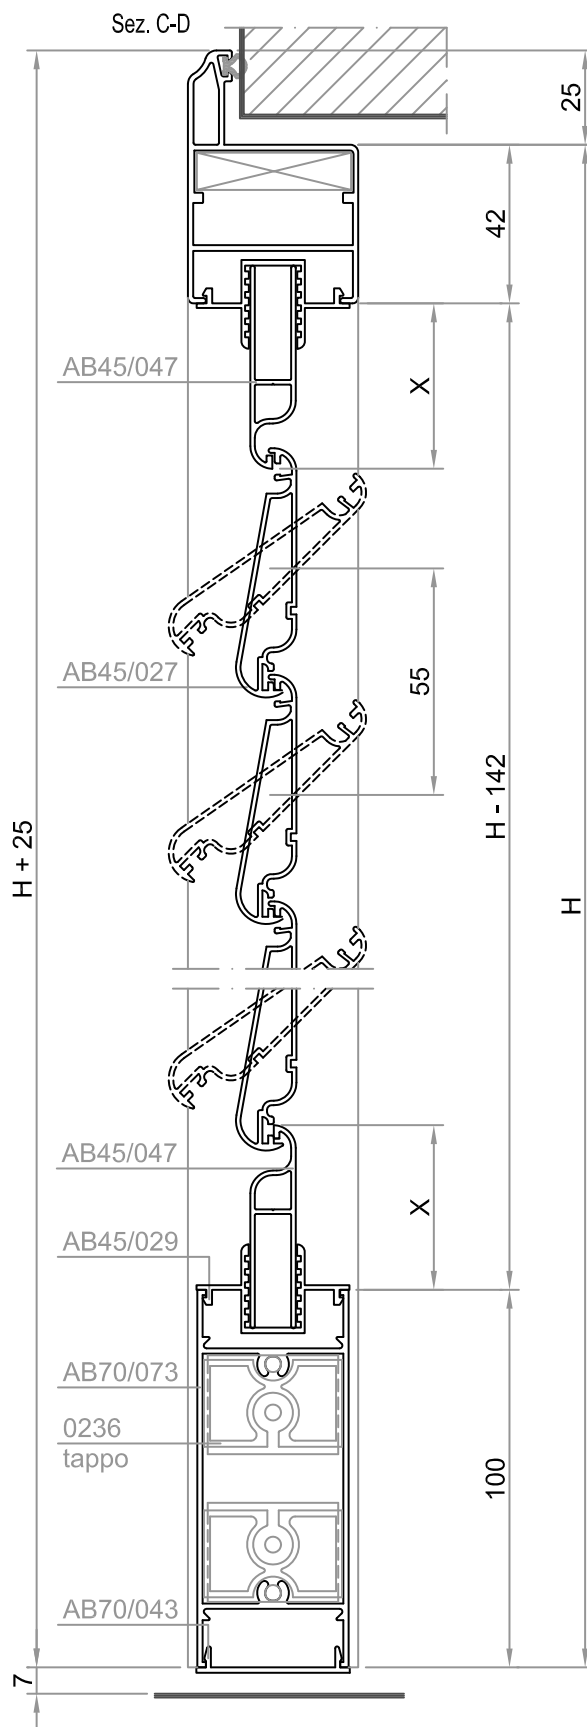 Sez. C-D
25
42
AB45/047
X
AB45/027
55
H + 25
H - 142
H
AB45/047
X
AB45/029
AB70/073
0236
tappo
100
AB70/043
7